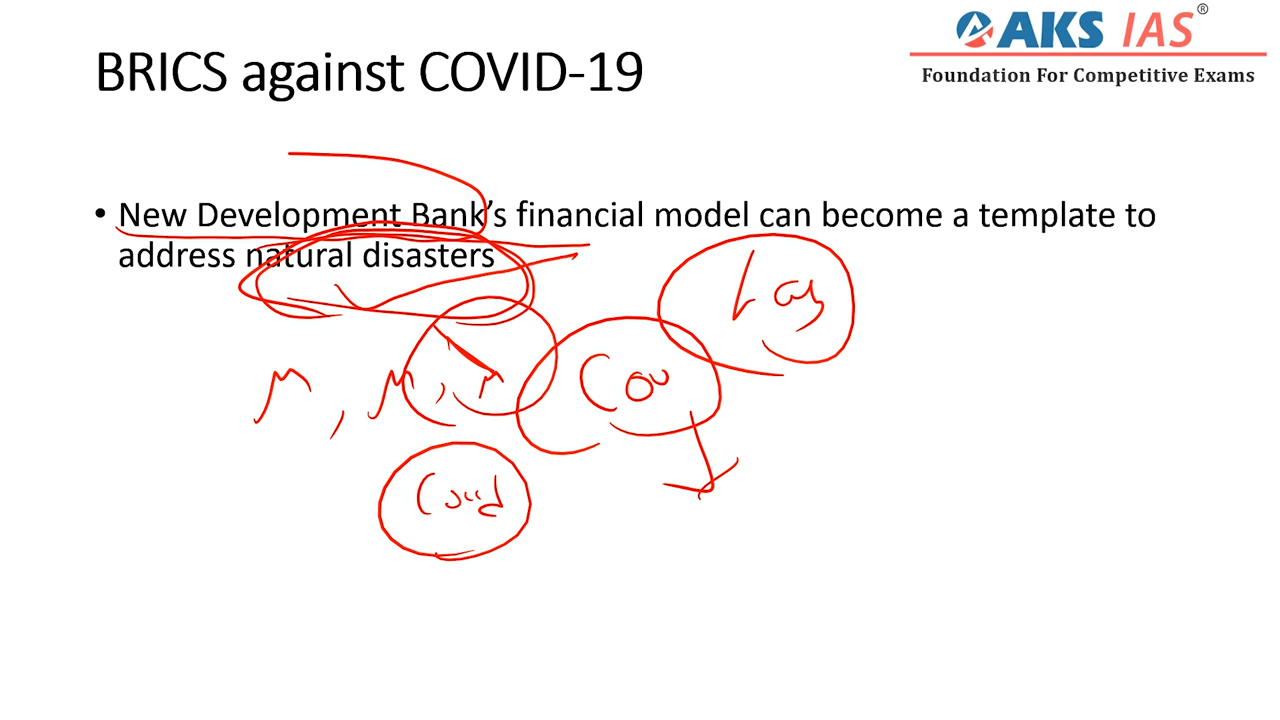 AKS IAS®
BRICS against COVID-19
Foundation For Competitive Exams
• New Development Bank's financial model can become a template to
address natural disasters